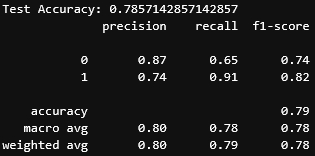 Test Accuracy: 0.7857142857142857
precision recall f1-score
0 0.87 0.65 0.74
1 0.74 0.91 0.82
accuracy 0.79
macro avg 0.80 0.78 0.78
weighted avg 0.80 0.79 0.78